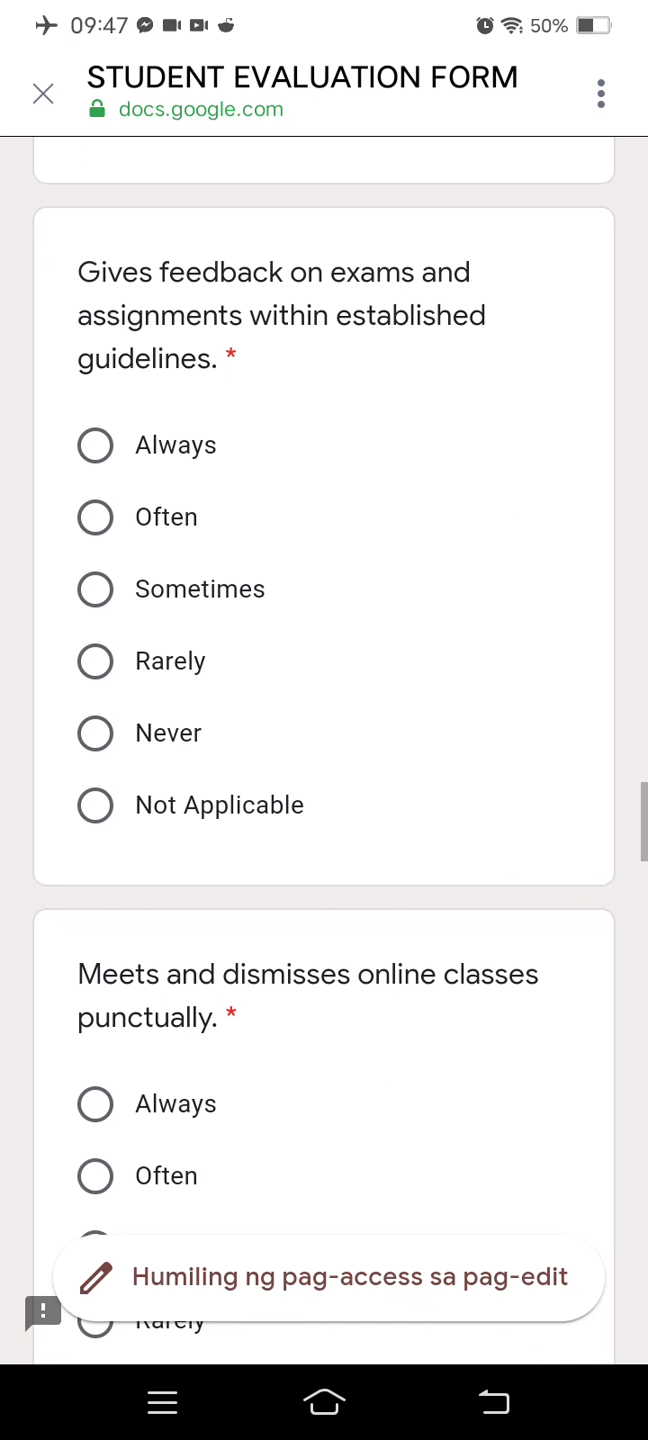 09:47
50%
STUDENT EVALUATION FORM
docs.google.com
Gives feedback on exams and
assignments within established
guidelines. *
Always
Often
Sometimes
Rarely
Never
Not Applicable
Meets and dismisses online classes
punctually. *
Always
Often
Humiling ng pag-access sa pag-edit
Rarely